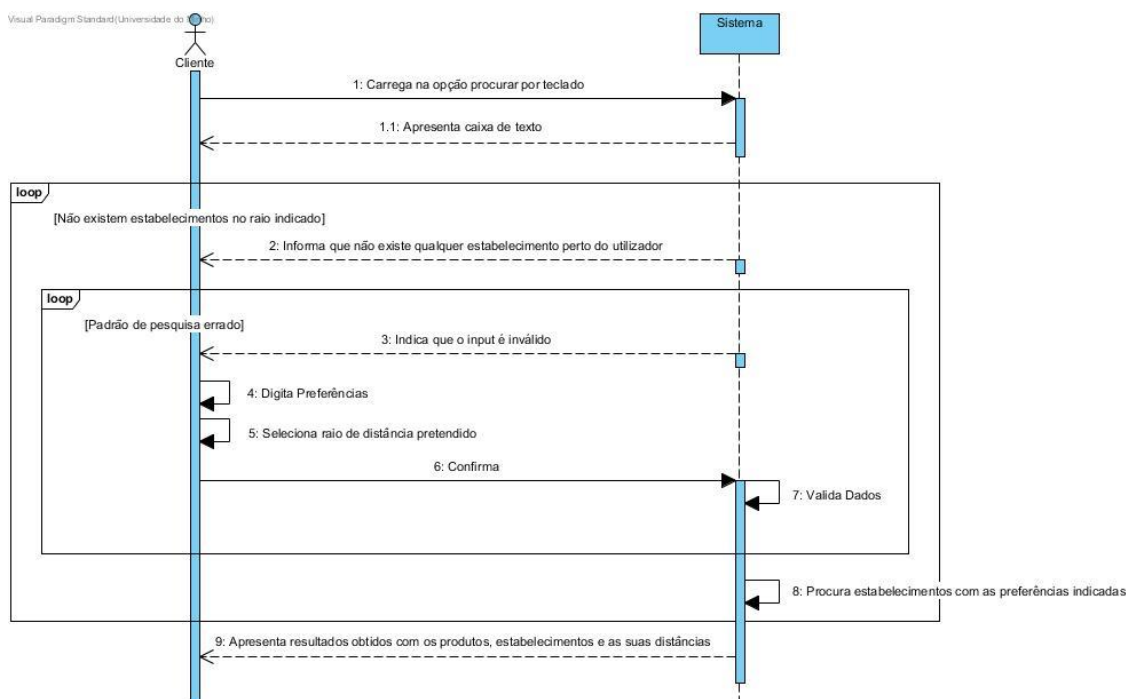 Visual Paradigm Standard(Universidade do
Sistema
Cliente
1: Carrega na opção procurar por teclado
1.1: Apresenta caixa de texto
loop
[Não existem estabelecimentos no raio indicado]
2: Informa que não existe qualquer estabelecimento perto do utilizador
loop
[Padrão de pesquisa errado]
3: Indica que o input é inválido
4: Digita Preferências
5: Seleciona raio de distância pretendido
6: Confirma
7: Valida Dados
8: Procura estabelecimentos com as preferências indicadas
9: Apresenta resultados obtidos com os produtos, estabelecimentos e as suas distâncias